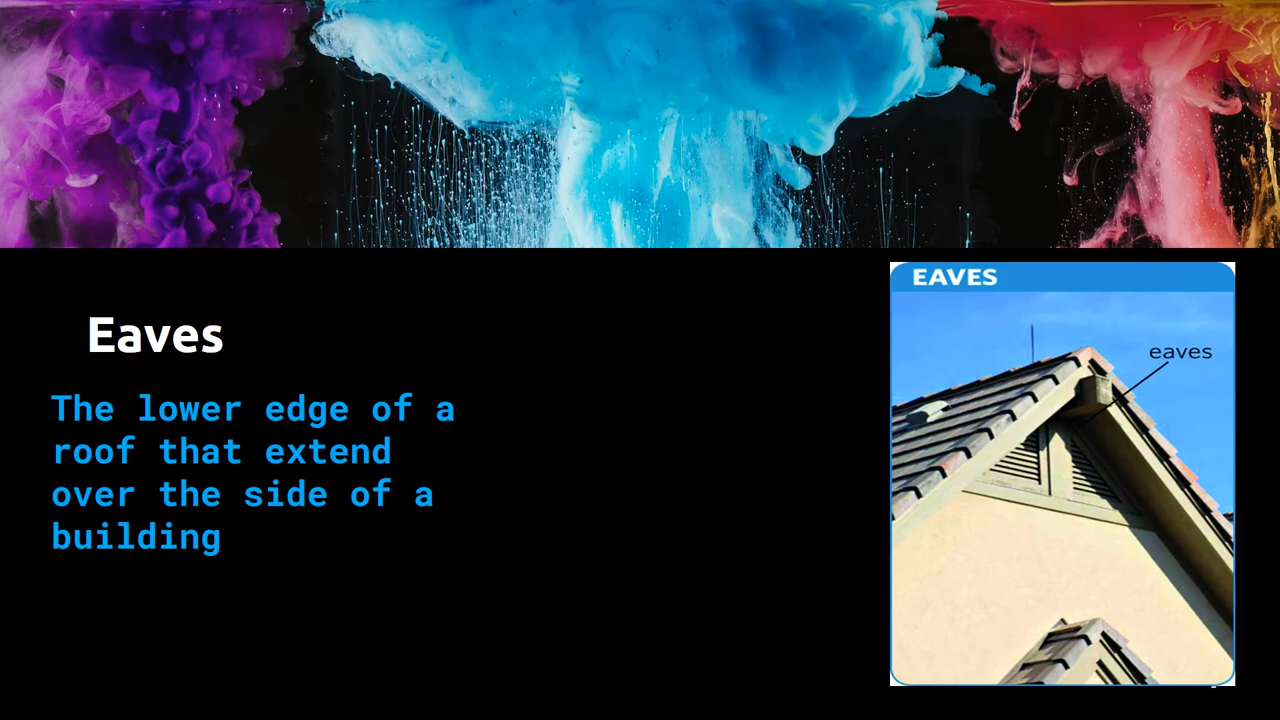 Eaves
The lower edge of a
roof that extend
over the side of a
building
EAVES
eaves